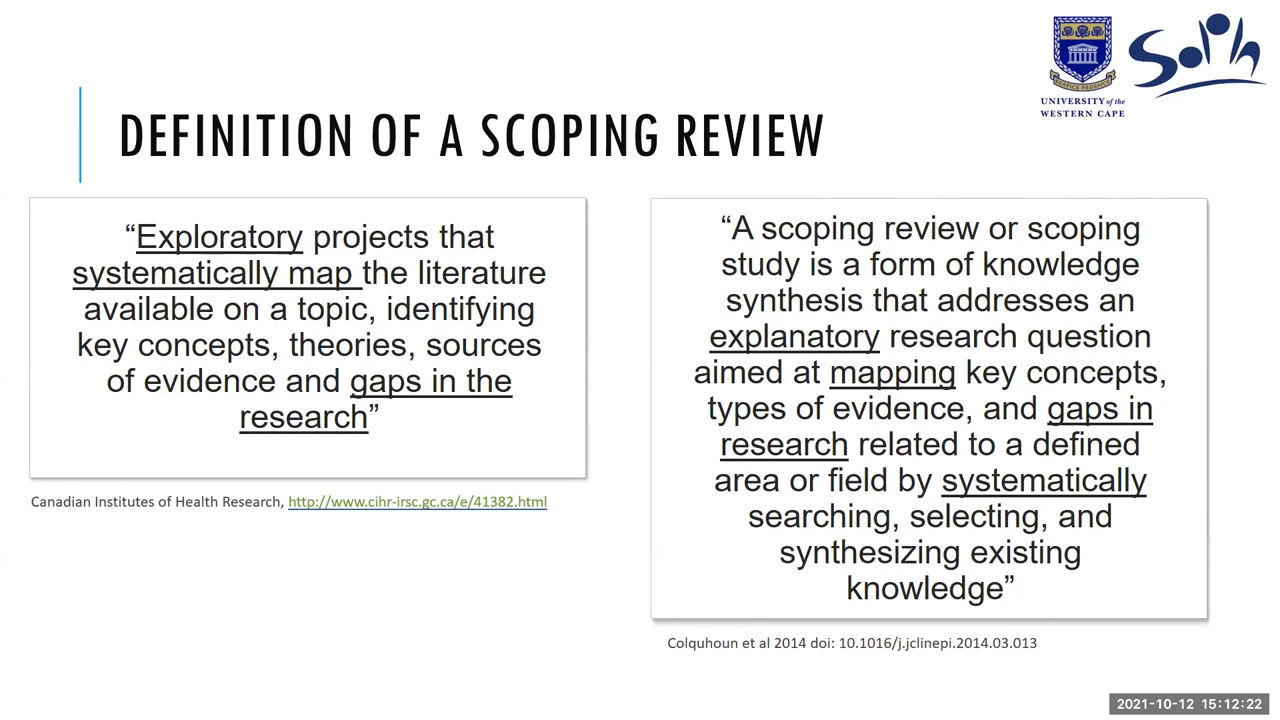 UNIVERSITY of the
WESTERN CAPE
SoPh
DEFINITION OF A SCOPING REVIEW
“Exploratory projects that
systematically map the literature
available on a topic, identifying
key concepts, theories, sources
of evidence and gaps in the
research”
Canadian Institutes of Health Research, http://www.cihr-irsc.gc.ca/e/41382.html
“A scoping review or scoping
study is a form of knowledge
synthesis that addresses an
explanatory research question
aimed at mapping key concepts,
types of evidence, and gaps in
research related to a defined
area or field by systematically
searching, selecting, and
synthesizing existing
knowledge”
Colquhoun et al 2014 doi: 10.1016/j.jclinepi.2014.03.013
2021-10-12 15:12:22